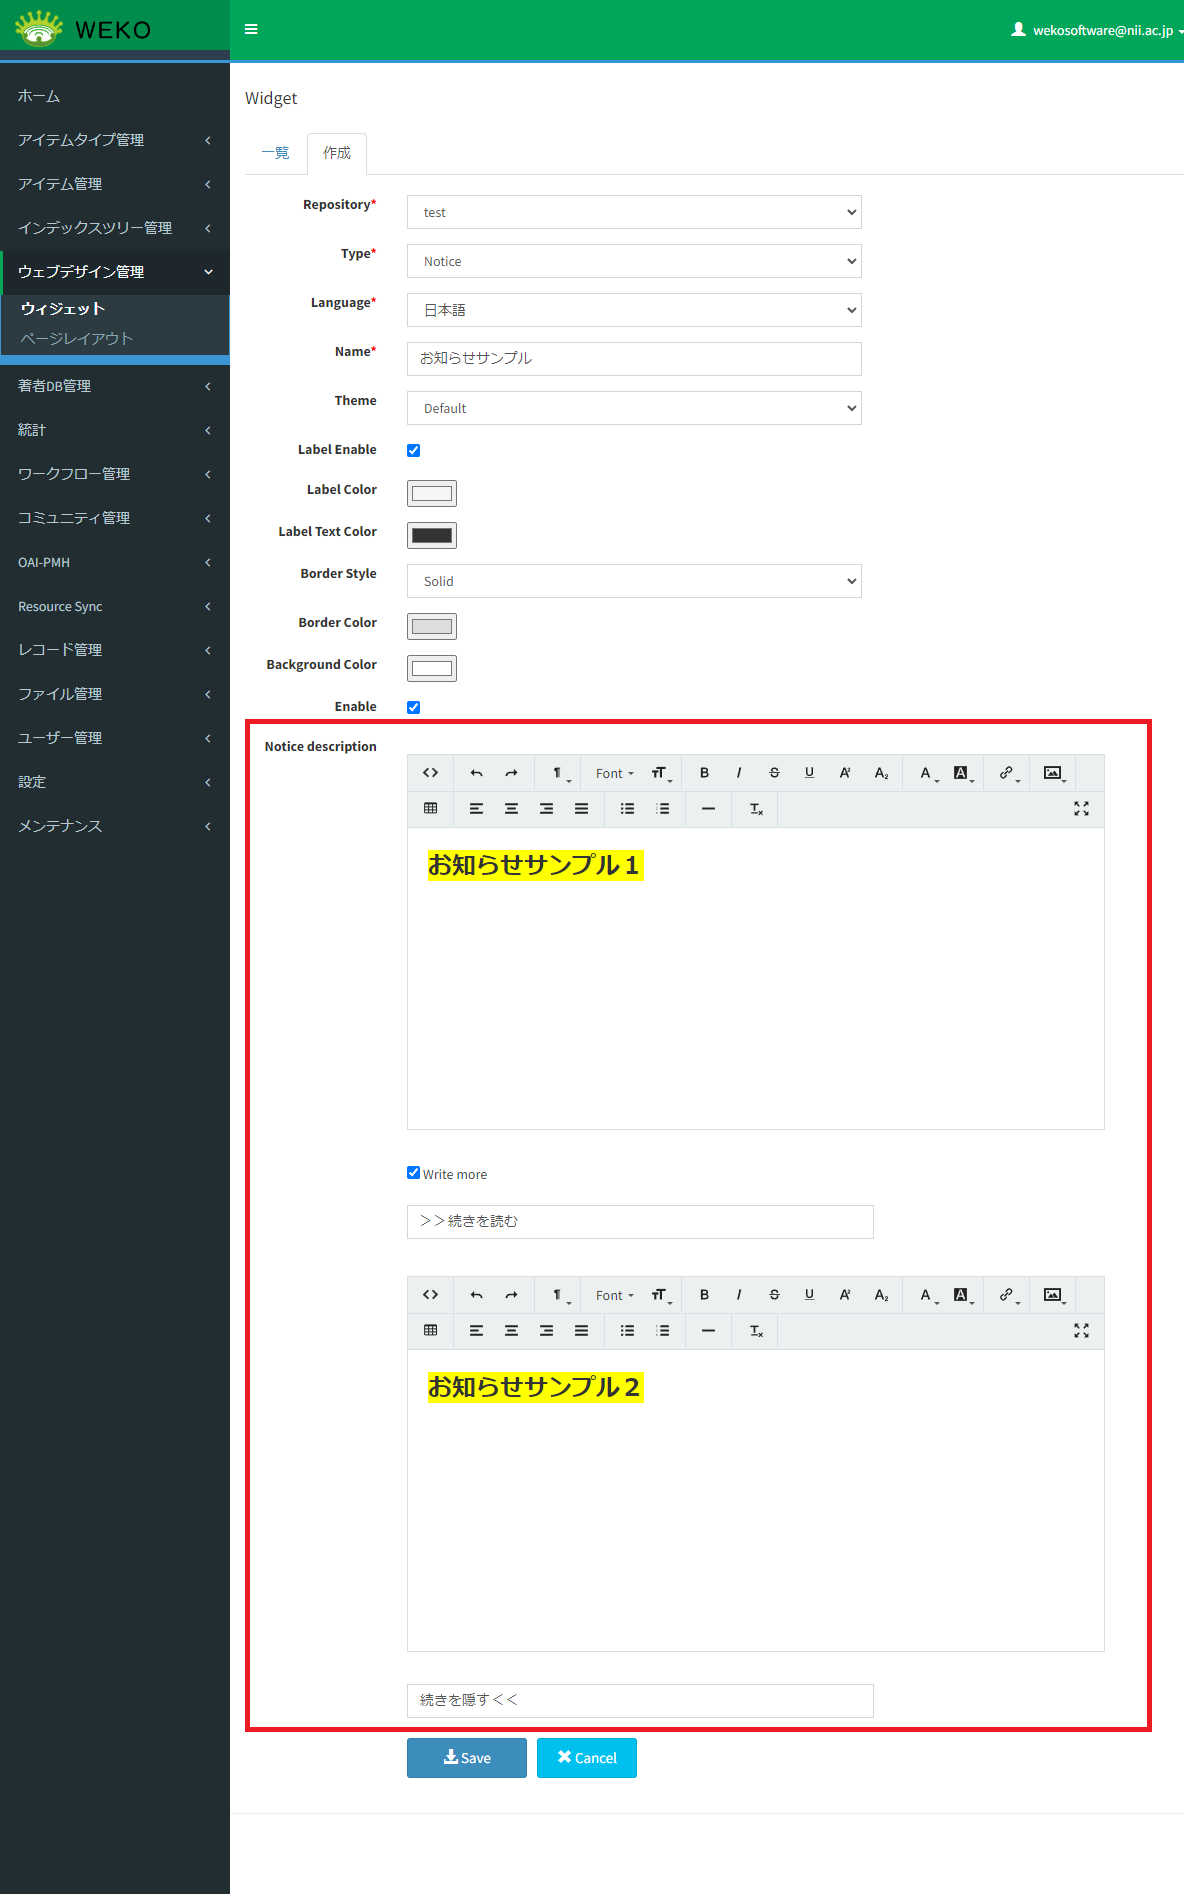 WEKO
wekosoftware@nii.ac.jp
ホーム
アイテムタイプ管理
アイテム管理
インデックスツリー管理
ウェブデザイン管理
ウィジェット
ページレイアウト
著者DB管理
統計
ワークフロー管理
コミュニティ管理
OAI-PMH
Resource Sync
レコード管理
ファイル管理
ユーザー管理
設定
メンテナンス
Widget
一覧 作成
Repository* test
Type* Notice
Language* 日本語
Name* お知らせサンプル
Theme Default
Label Enable
Label Color
Label Text Color
Border Style Solid
Border Color
Background Color
Enable
Notice description
Font
お知らせサンプル１
Write more
＞＞続きを読む
Font
お知らせサンプル２
続きを隠す＜＜
Save Cancel